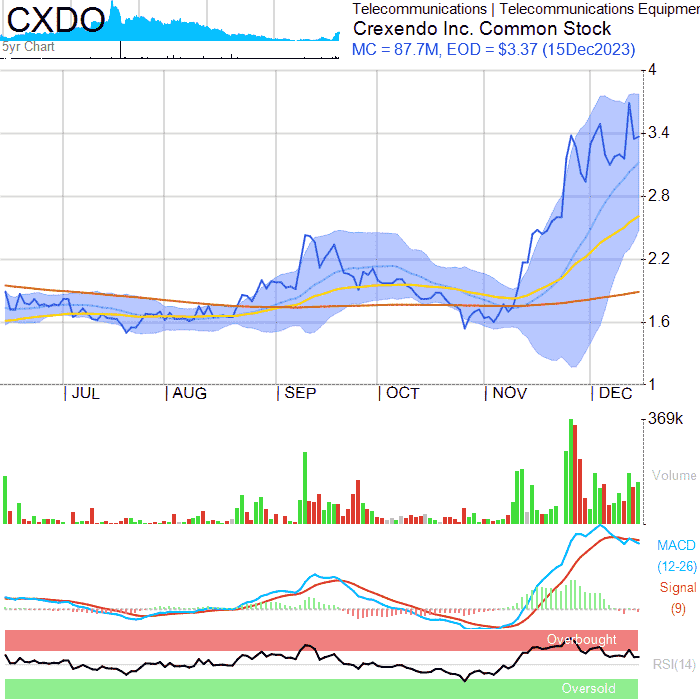 CXDO
5yr Chart
Telecommunications | Telecommunications Equipmen
Crexendo Inc. Common Stock
MC = 87.7M, EOD = $3.37 (15Dec2023)
4
3.4
2.8
2.2
1.6
1
JUL AUG SEP OCT NOV DEC
369k
Volume
MACD
(12-26)
Signal
(9)
Overbought
RSI(14)
Oversold